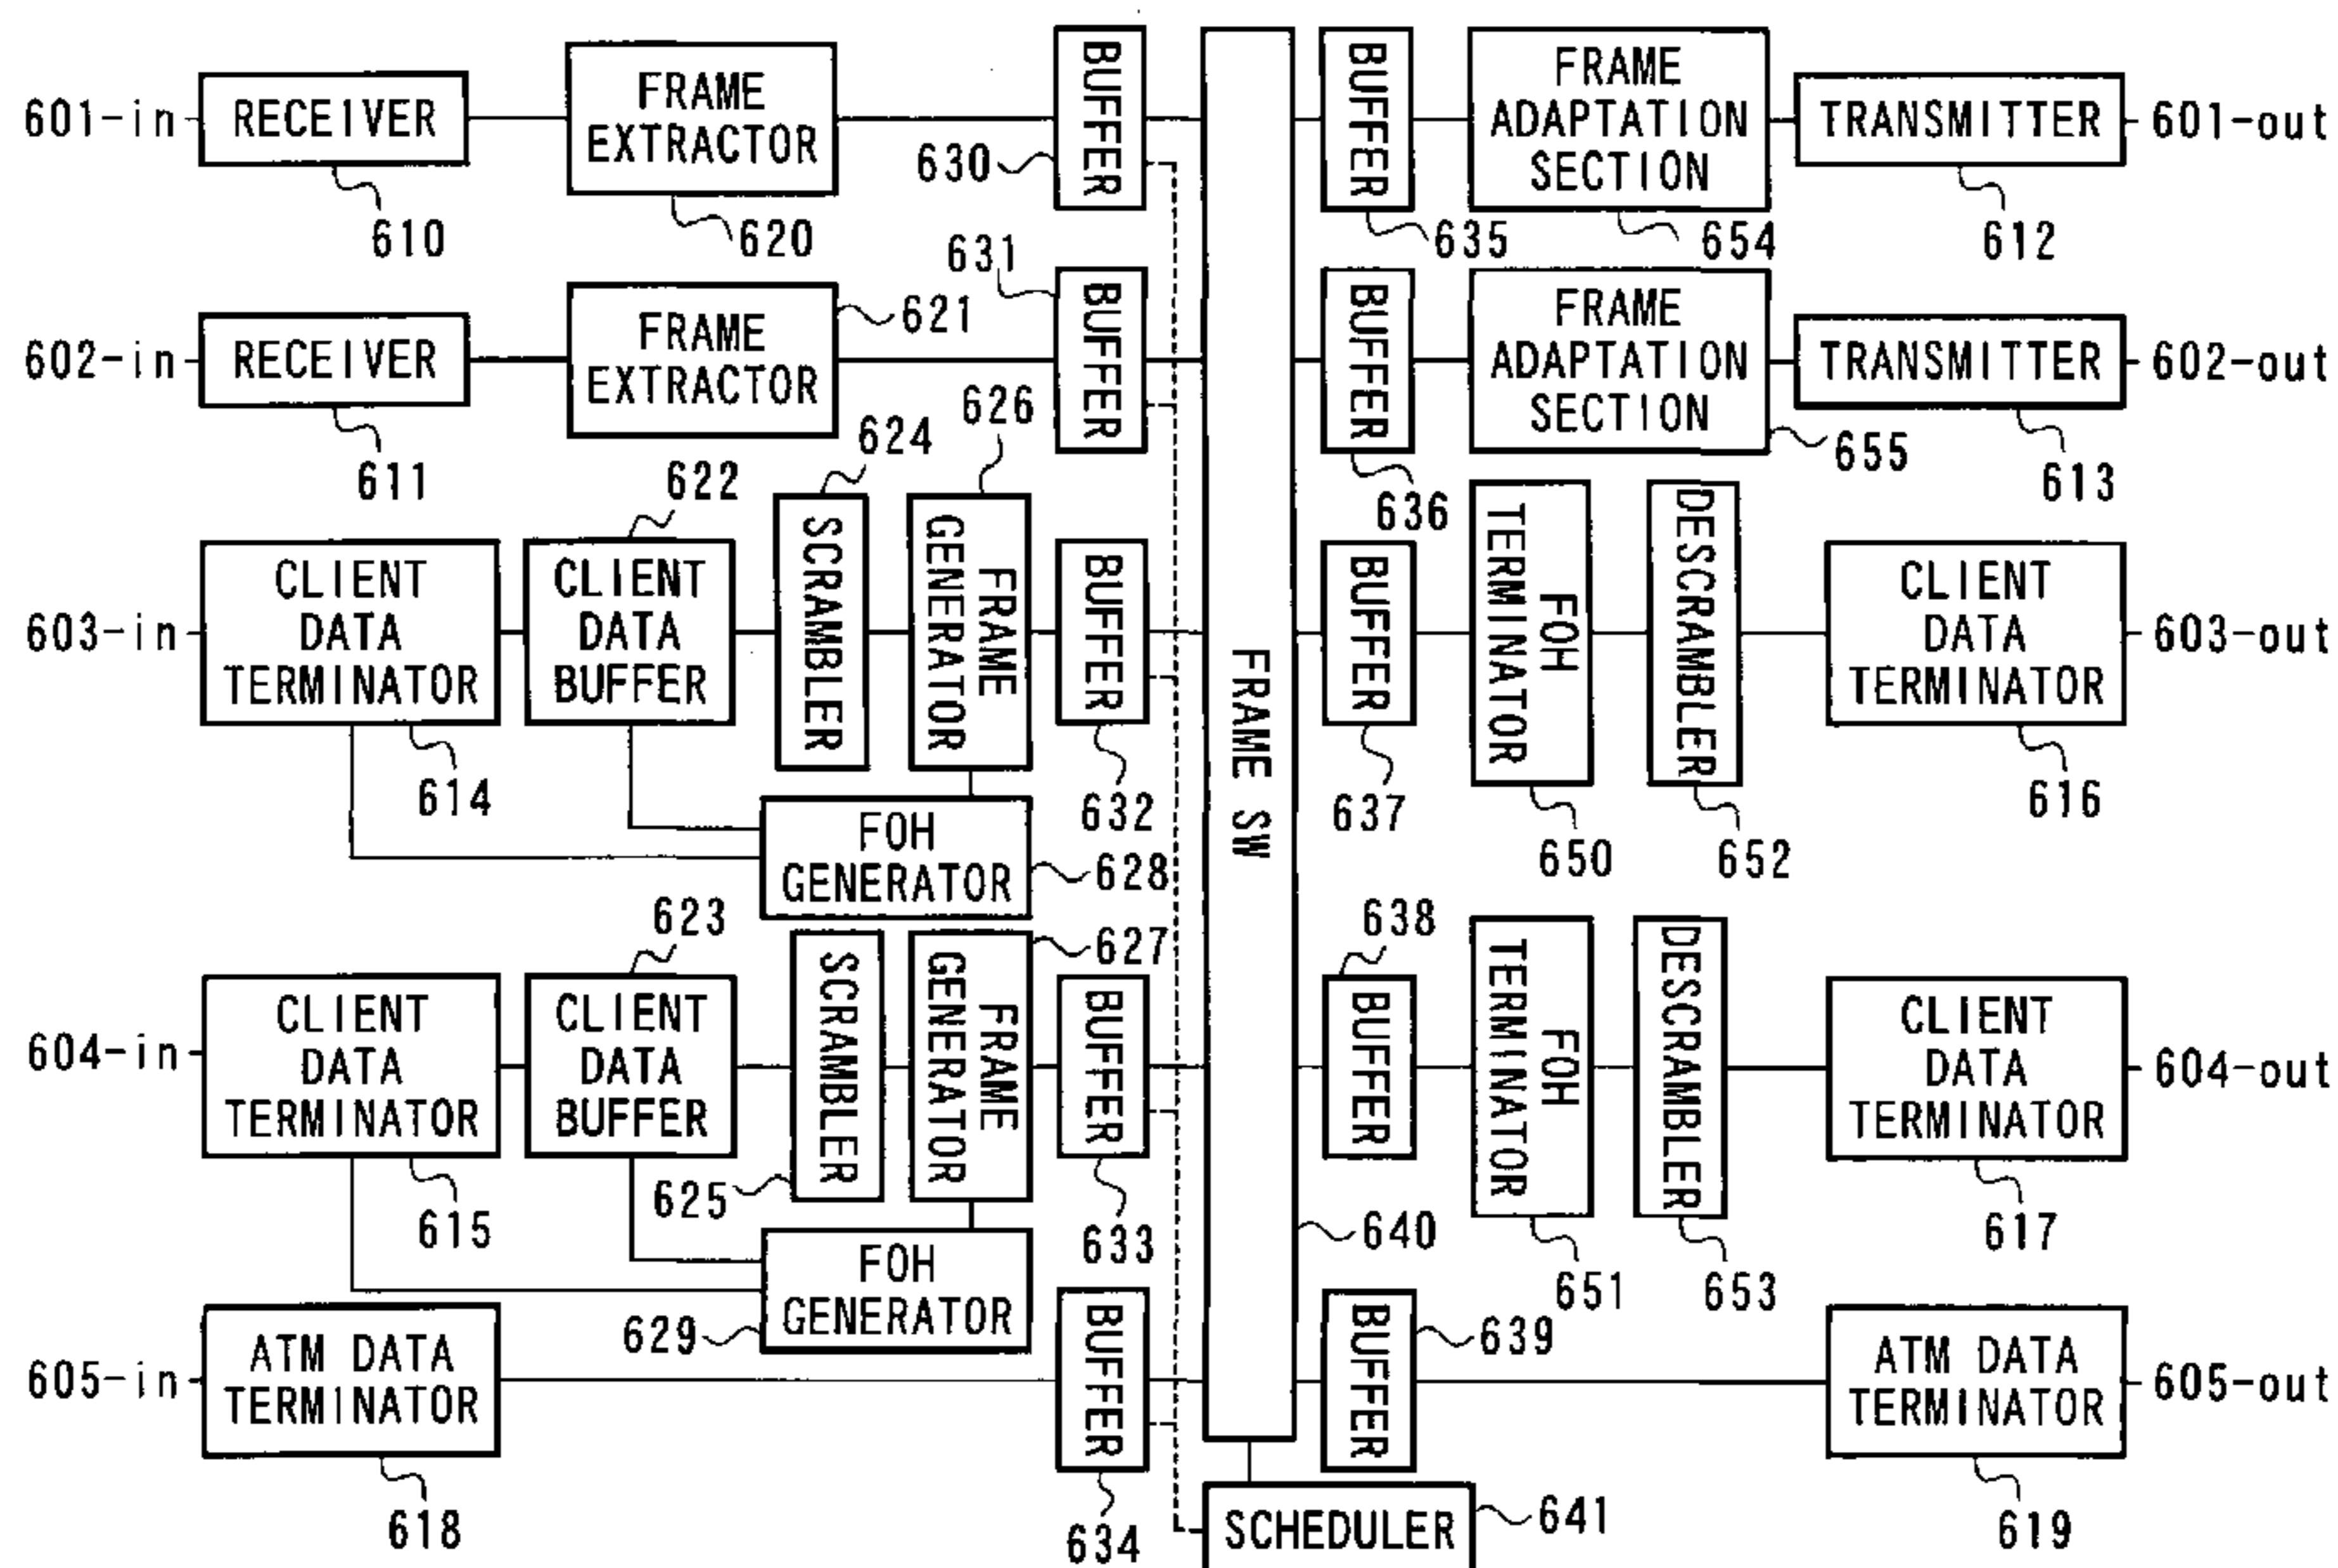 601-in
RECEIVER
610
FRAME
EXTRACTOR
620
BUFFER
630
BUFFER
635
FRAME
ADAPTATION
SECTION
654
TRANSMITTER
612
601-out
602-in
RECEIVER
611
FRAME
EXTRACTOR
621
BUFFER
631
BUFFER
636
FRAME
ADAPTATION
SECTION
655
TRANSMITTER
613
602-out
603-in
CLIENT
DATA
TERMINATOR
614
CLIENT
DATA
BUFFER
622
SCRAMBLER
624
FRAME
GENERATOR
626
FOH
GENERATOR
628
BUFFER
632
FRAME SW
640
BUFFER
637
FOH
TERMINATOR
650
DESCRAMBLER
652
CLIENT
DATA
TERMINATOR
616
603-out
604-in
CLIENT
DATA
TERMINATOR
615
CLIENT
DATA
BUFFER
623
SCRAMBLER
625
FRAME
GENERATOR
627
FOH
GENERATOR
629
BUFFER
633
BUFFER
638
FOH
TERMINATOR
651
DESCRAMBLER
653
CLIENT
DATA
TERMINATOR
617
604-out
605-in
ATM DATA
TERMINATOR
618
BUFFER
634
BUFFER
639
ATM DATA
TERMINATOR
619
605-out
SCHEDULER
641